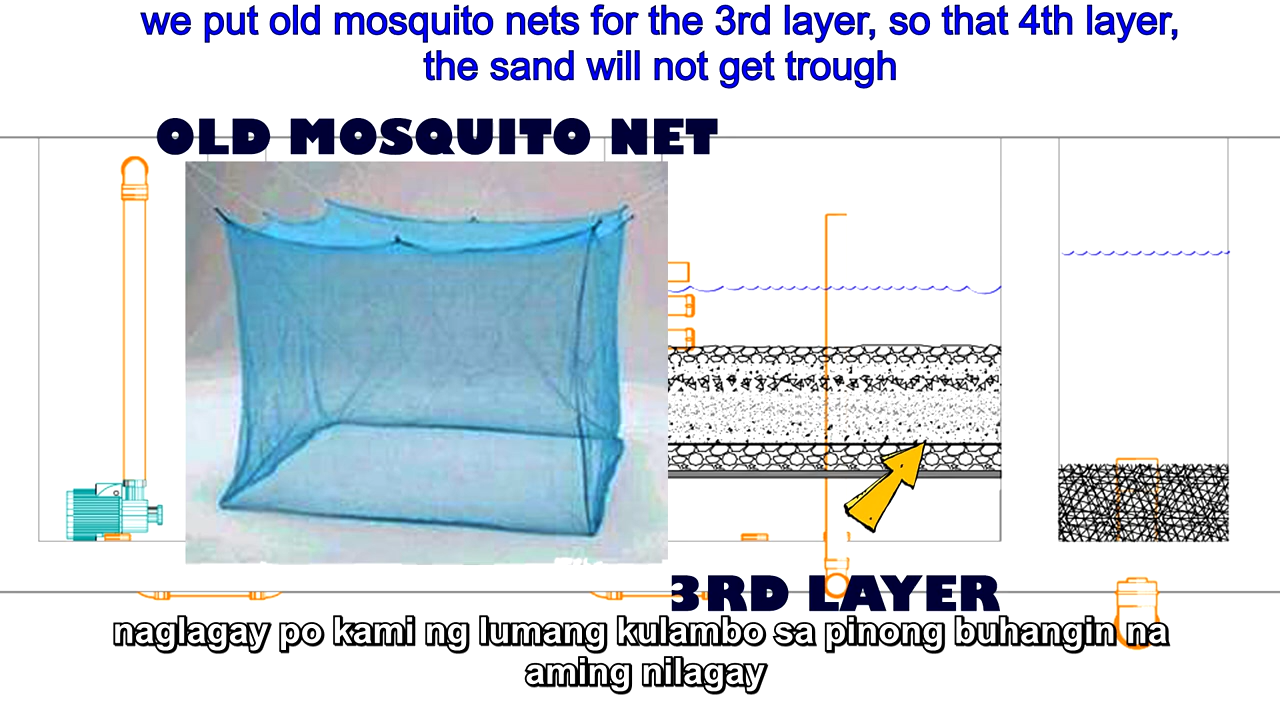 we put old mosquito nets for the 3rd layer, so that 4th layer,
the sand will not get trough
OLD MOSQUITO NET
3RD LAYER
naglagay po kami ng lumang kulambo sa pinong buhangin na
aming nilagay